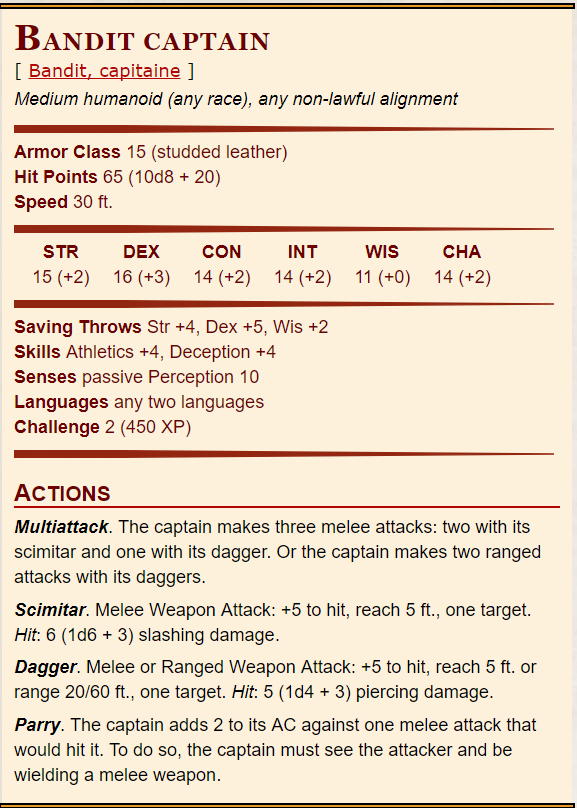 BANDIT CAPTAIN
[ Bandit, capitaine ]
Medium humanoid (any race), any non-lawful alignment
Armor Class 15 (studded leather)
Hit Points 65 (10d8 + 20)
Speed 30 ft.
STR DEX CON INT WIS CHA
15 (+2) 16 (+3) 14 (+2) 14 (+2) 11 (+0) 14 (+2)
Saving Throws Str +4, Dex +5, Wis +2
Skills Athletics +4, Deception +4
Senses passive Perception 10
Languages any two languages
Challenge 2 (450 XP)
ACTIONS
Multiattack. The captain makes three melee attacks: two with its
scimitar and one with its dagger. Or the captain makes two ranged
attacks with its daggers.
Scimitar. Melee Weapon Attack: +5 to hit, reach 5 ft., one target.
Hit: 6 (1d6 + 3) slashing damage.
Dagger. Melee or Ranged Weapon Attack: +5 to hit, reach 5 ft. or
range 20/60 ft., one target. Hit: 5 (1d4 + 3) piercing damage.
Parry. The captain adds 2 to its AC against one melee attack that
would hit it. To do so, the captain must see the attacker and be
wielding a melee weapon.